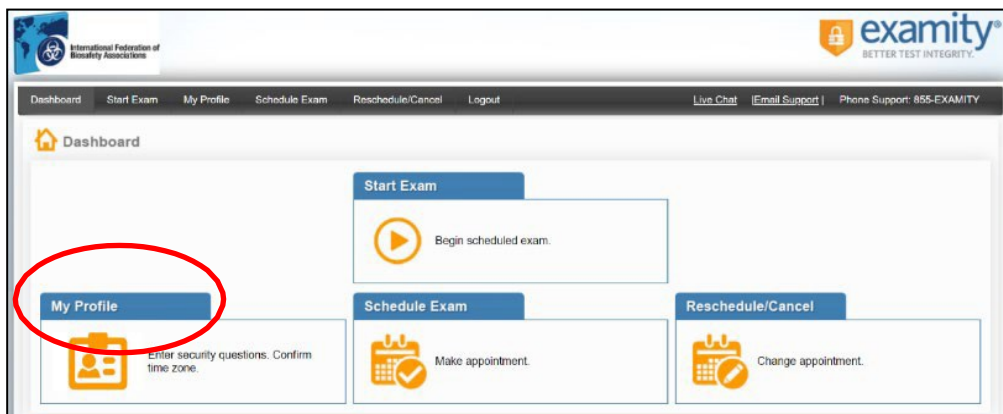 International Federation of
Biosafety Associations
examity®
BETTER TEST INTEGRITY.
Dashboard Start Exam My Profile Schedule Exam Reschedule/Cancel Logout Live Chat |Email Support| Phone Support: 855-EXAMITY
Dashboard
Start Exam
Begin scheduled exam.
My Profile Schedule Exam Reschedule/Cancel
Enter security questions. Confirm
time zone.
Make appointment.
Change appointment.